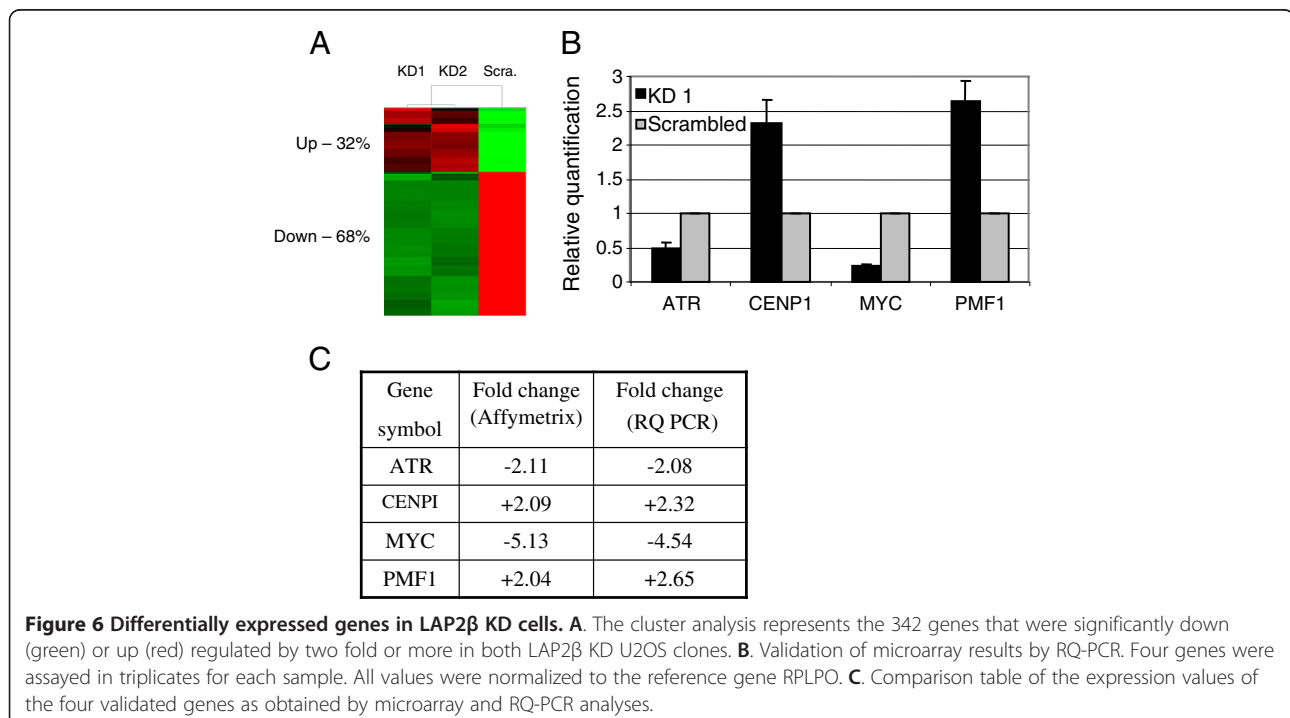 A
KD1 KD2 Scra.
Up – 32%
Down – 68%
B
Relative quantification
3
2.5
2
1.5
1
0.5
0
KD 1
Scrambled
ATR CENP1 MYC PMF1
C
Gene symbol Fold change (Affymetrix) Fold change (RQ PCR)
ATR -2.11 -2.08
CENPI +2.09 +2.32
MYC -5.13 -4.54
PMF1 +2.04 +2.65
Figure 6 Differentially expressed genes in LAP2β KD cells. A. The cluster analysis represents the 342 genes that were significantly down
(green) or up (red) regulated by two fold or more in both LAP2β KD U2OS clones. B. Validation of microarray results by RQ-PCR. Four genes were
assayed in triplicates for each sample. All values were normalized to the reference gene RPLPO. C. Comparison table of the expression values of
the four validated genes as obtained by microarray and RQ-PCR analyses.